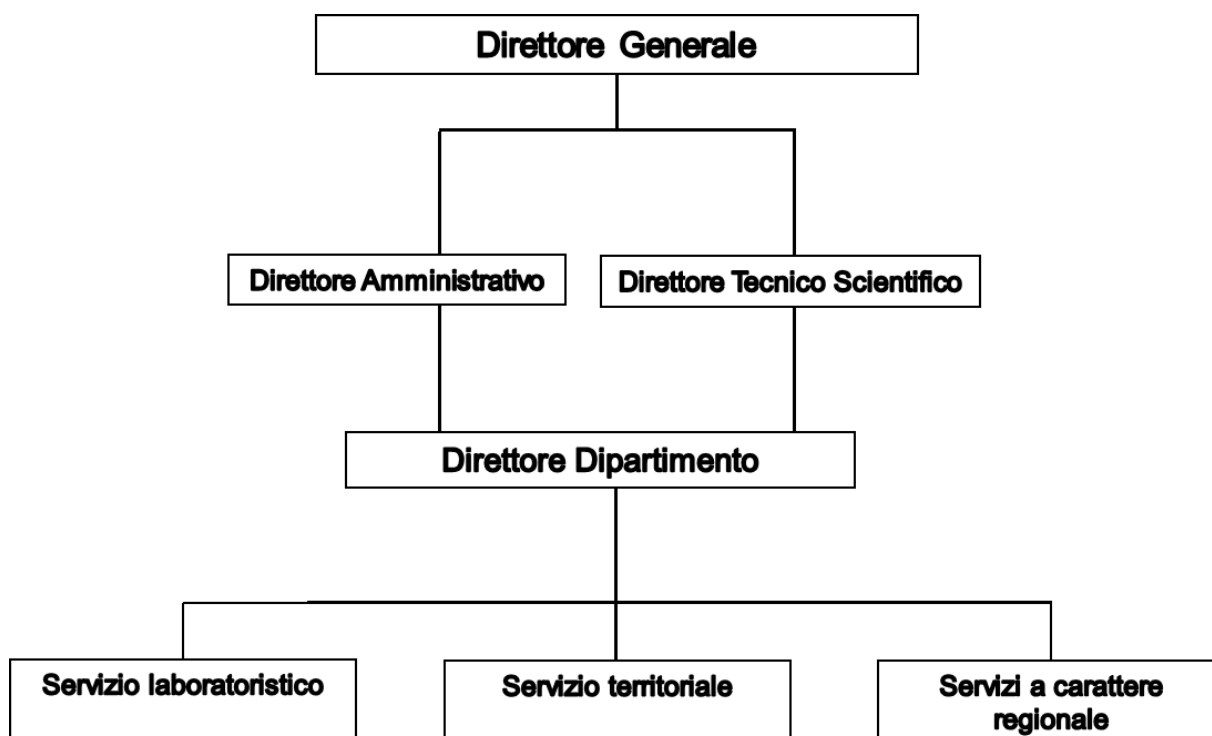 Direttore Generale
Direttore Amministrativo
Direttore Tecnico Scientifico
Direttore Dipartimento
Servizio laboratoristico
Servizio territoriale
Servizi a carattere
regionale